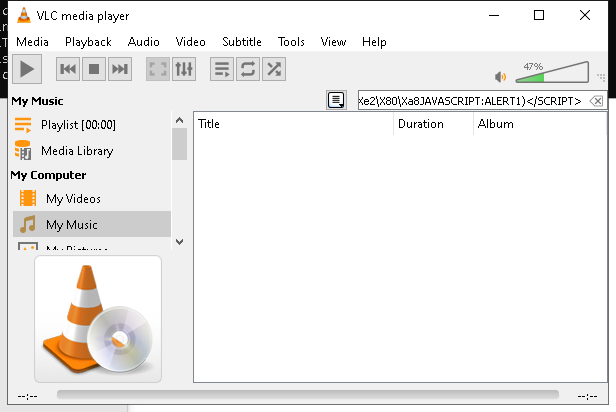 VLC media player
Media Playback Audio Video Subtitle Tools View Help
47%
My Music
Xe2\X80\Xa8JAVASCRIPT:ALERT1)</SCRIPT>
Playlist [00:00]
Media Library
My Computer
My Videos
My Music
My Pictures
Title Duration Album
--:-- --:--